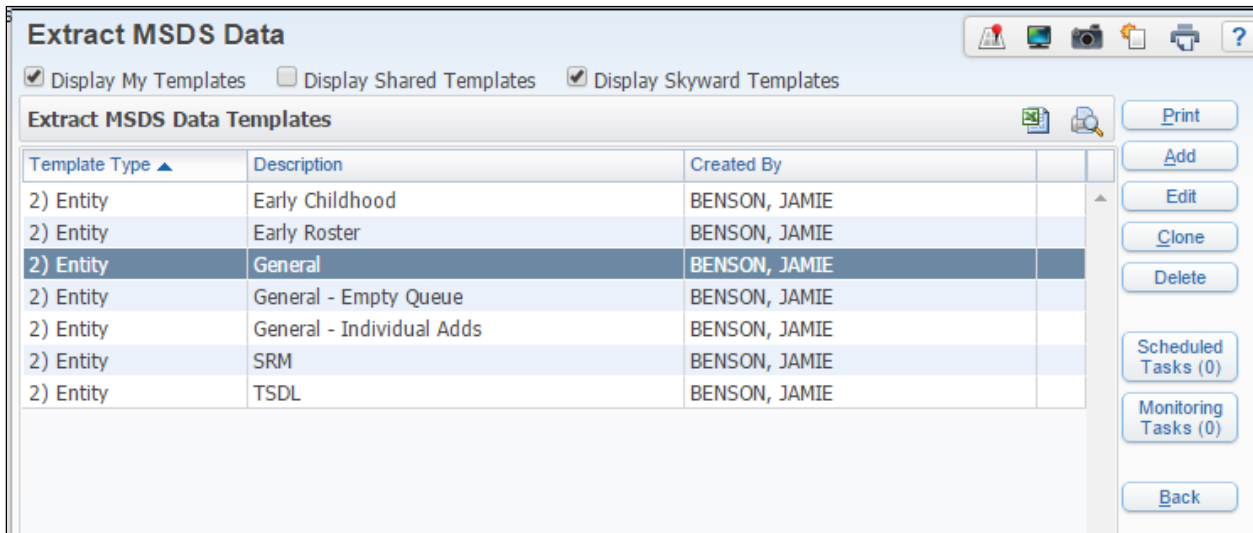 Extract MSDS Data
?
Display My Templates Display Shared Templates Display Skyward Templates
Extract MSDS Data Templates
Template Type Description Created By
2) Entity Early Childhood BENSON, JAMIE
2) Entity Early Roster BENSON, JAMIE
2) Entity General BENSON, JAMIE
2) Entity General - Empty Queue BENSON, JAMIE
2) Entity General - Individual Adds BENSON, JAMIE
2) Entity SRM BENSON, JAMIE
2) Entity TSDL BENSON, JAMIE
Print
Add
Edit
Clone
Delete
Scheduled
Tasks (0)
Monitoring
Tasks (0)
Back